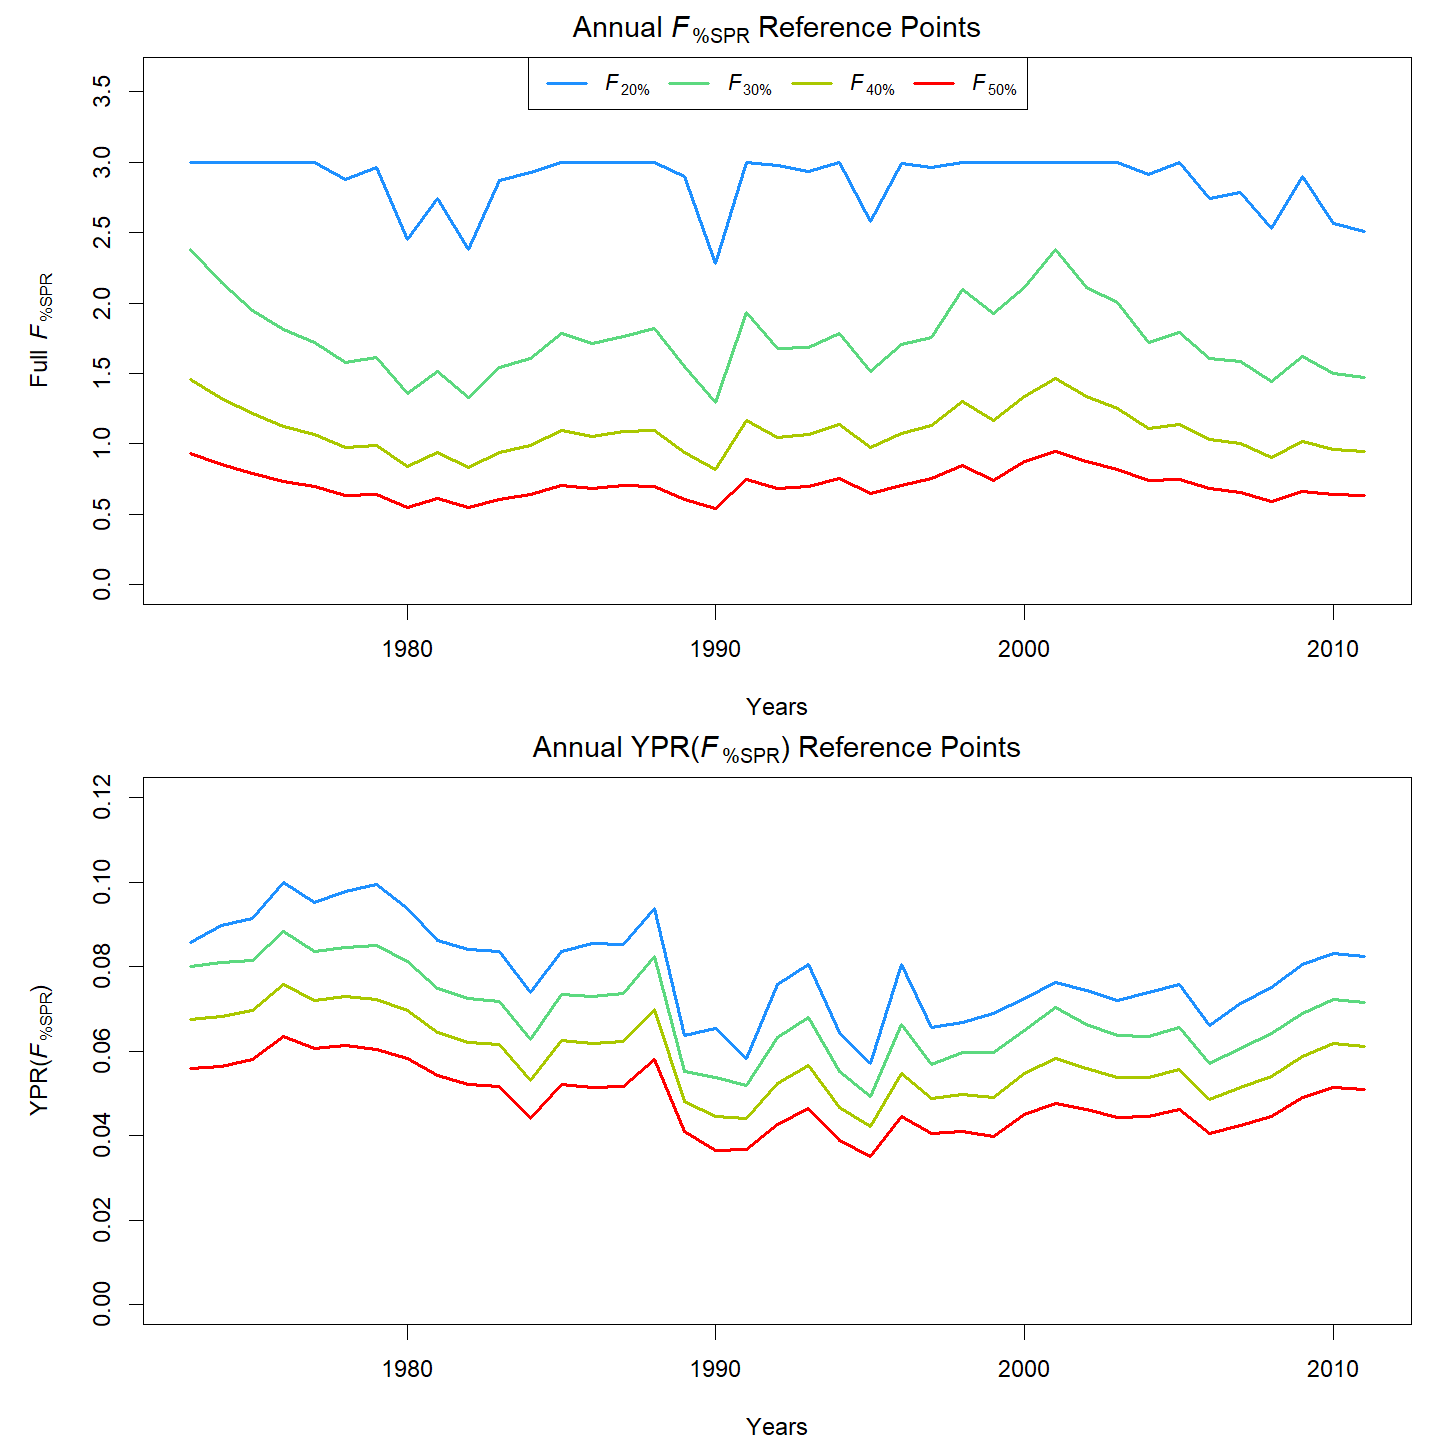 Annual F%SPR Reference Points
F20% F30% F40% F50%
Full F%SPR
3.5
3.0
2.5
2.0
1.5
1.0
0.5
0.0
1980 1990 2000 2010
Years
Annual YPR(F%SPR) Reference Points
YPR(F%SPR)
0.12
0.10
0.08
0.06
0.04
0.02
0.00
1980 1990 2000 2010
Years